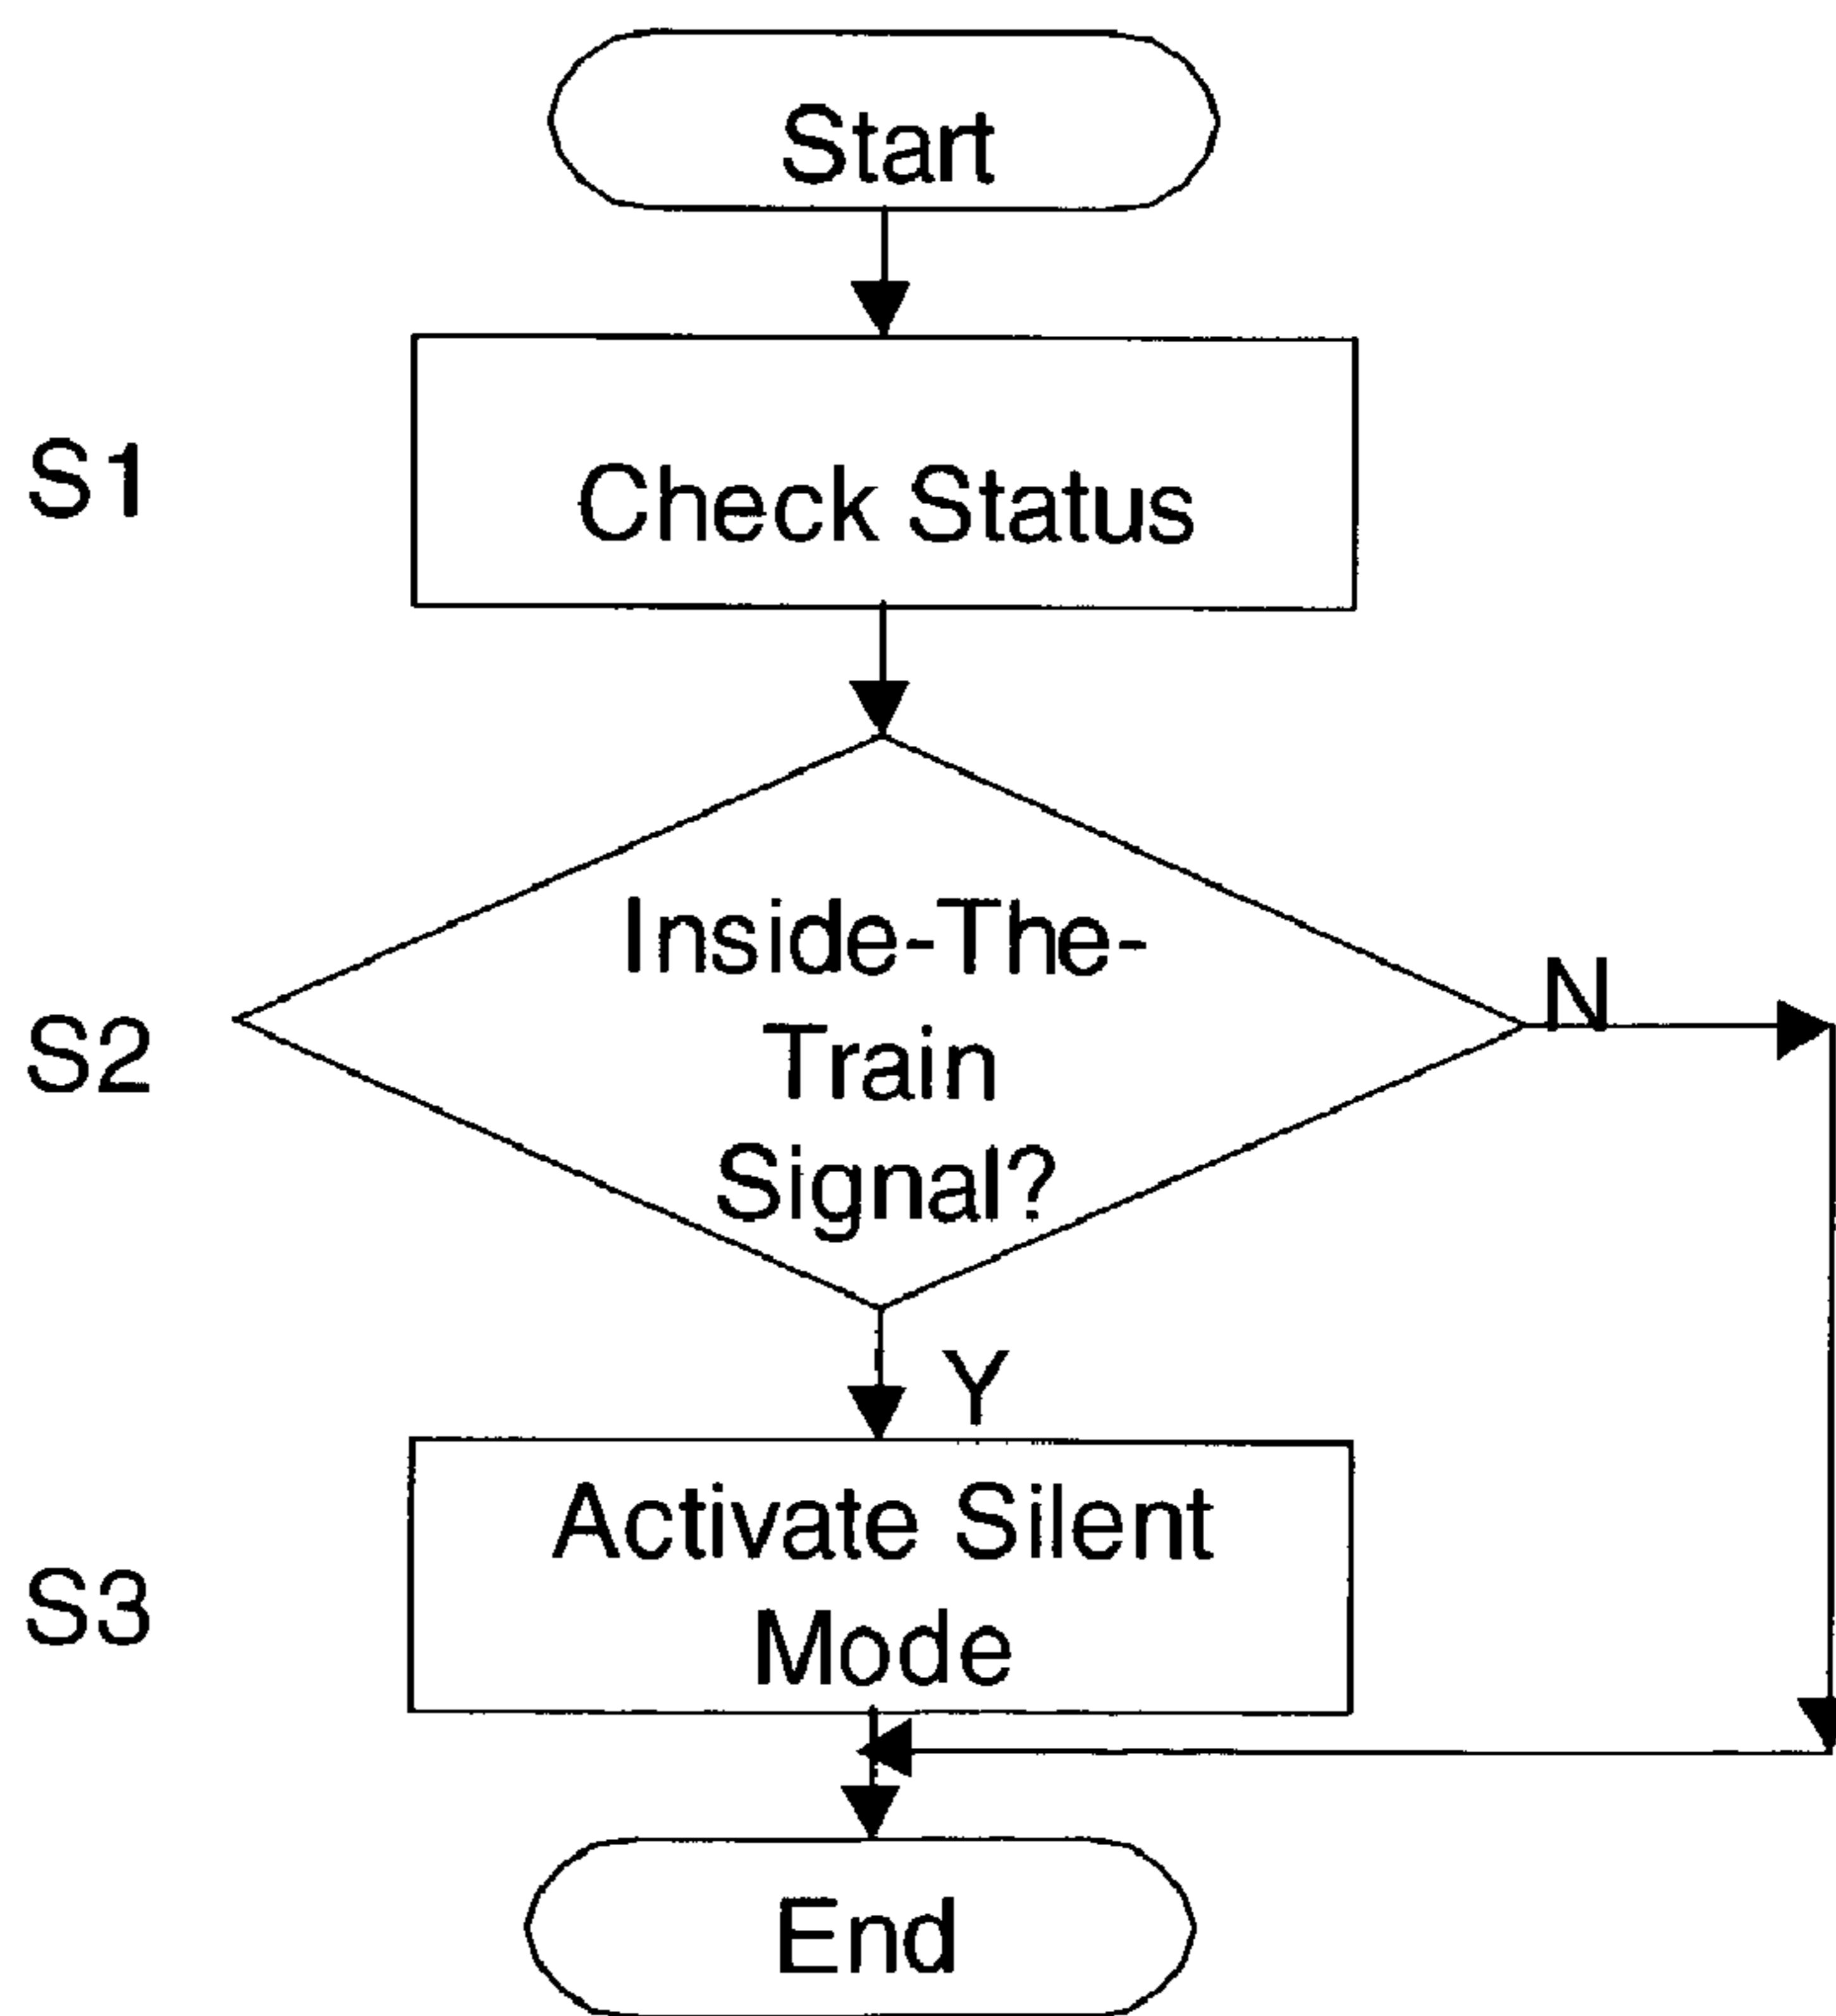 Start
S1
Check Status
Inside-The-
N
S2
Train
Signal?
Y
Activate Silent
S3
Mode
End